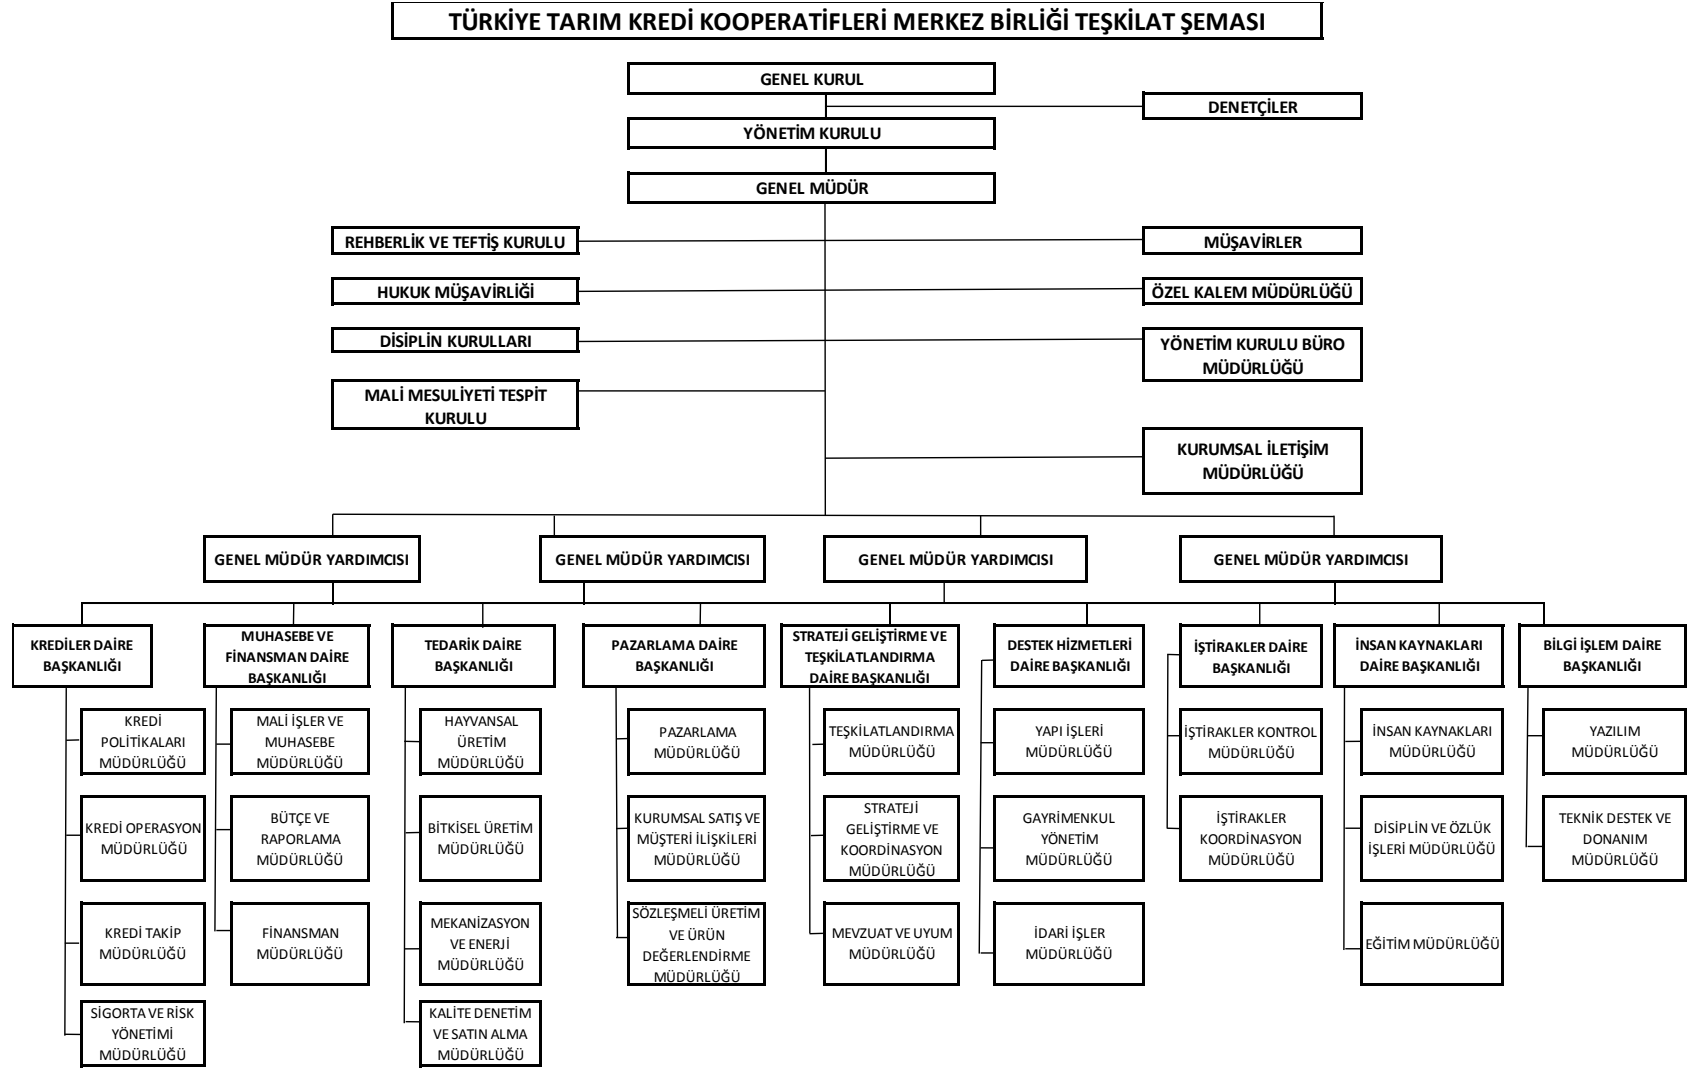 TÜRKİYE TARIM KREDİ KOOPERATİFLERİ MERKEZ BİRLİĞİ TEŞKİLAT ŞEMASI
GENEL KURUL
DENETÇİLER
YÖNETİM KURULU
GENEL MÜDÜR
REHBERLİK VE TEFTİŞ KURULU
MÜŞAVİRLER
HUKUK MÜŞAVİRLİĞİ
ÖZEL KALEM MÜDÜRLÜĞÜ
DİSİPLİN KURULLARI
YÖNETİM KURULU BÜRO
MÜDÜRLÜĞÜ
MALİ MESULİYETİ TESPİT
KURULU
KURUMSAL İLETİŞİM
MÜDÜRLÜĞÜ
GENEL MÜDÜR YARDIMCISI
GENEL MÜDÜR YARDIMCISI
GENEL MÜDÜR YARDIMCISI
GENEL MÜDÜR YARDIMCISI
KREDİLER DAİRE
BAŞKANLIĞI
MUHASEBE VE
FİNANSMAN DAİRE
BAŞKANLIĞI
TEDARİK DAİRE
BAŞKANLIĞI
PAZARLAMA DAİRE
BAŞKANLIĞI
STRATEJİ GELİŞTİRME VE
TEŞKİLATLANDIRMA
DAİRE BAŞKANLIĞI
DESTEK HİZMETLERİ
DAİRE BAŞKANLIĞI
İŞTİRAKLER DAİRE
BAŞKANLIĞI
İNSAN KAYNAKLARI
DAİRE BAŞKANLIĞI
BİLGİ İŞLEM DAİRE
BAŞKANLIĞI
KREDİ
POLİTİKALARI
MÜDÜRLÜĞÜ
MALİ İŞLER VE
MUHASEBE
MÜDÜRLÜĞÜ
HAYVANSAL
ÜRETİM
MÜDÜRLÜĞÜ
PAZARLAMA
MÜDÜRLÜĞÜ
TEŞKİLATLANDIRMA
MÜDÜRLÜĞÜ
YAPI İŞLERİ
MÜDÜRLÜĞÜ
İŞTİRAKLER KONTROL
MÜDÜRLÜĞÜ
İNSAN KAYNAKLARI
MÜDÜRLÜĞÜ
YAZILIM
MÜDÜRLÜĞÜ
KREDİ OPERASYON
MÜDÜRLÜĞÜ
BÜTÇE VE
RAPORLAMA
MÜDÜRLÜĞÜ
BİTKİSEL ÜRETİM
MÜDÜRLÜĞÜ
KURUMSAL SATIŞ VE
MÜŞTERİ İLİŞKİLERİ
MÜDÜRLÜĞÜ
STRATEJİ
GELİŞTİRME VE
KOORDİNASYON
MÜDÜRLÜĞÜ
GAYRİMENKUL
YÖNETİM
MÜDÜRLÜĞÜ
İŞTİRAKLER
KOORDİNASYON
MÜDÜRLÜĞÜ
DİSİPLİN VE ÖZLÜK
İŞLERİ MÜDÜRLÜĞÜ
TEKNİK DESTEK VE
DONANIM
MÜDÜRLÜĞÜ
KREDİ TAKİP
MÜDÜRLÜĞÜ
FİNANSMAN
MÜDÜRLÜĞÜ
MEKANİZASYON
VE ENERJİ
MÜDÜRLÜĞÜ
SÖZLEŞMELİ ÜRETİM
VE ÜRÜN
DEĞERLENDİRME
MÜDÜRLÜĞÜ
MEVZUAT VE UYUM
MÜDÜRLÜĞÜ
İDARİ İŞLER
MÜDÜRLÜĞÜ
EĞİTİM MÜDÜRLÜĞÜ
SİGORTA VE RİSK
YÖNETİMİ
MÜDÜRLÜĞÜ
KALİTE DENETİM
VE SATIN ALMA
MÜDÜRLÜĞÜ